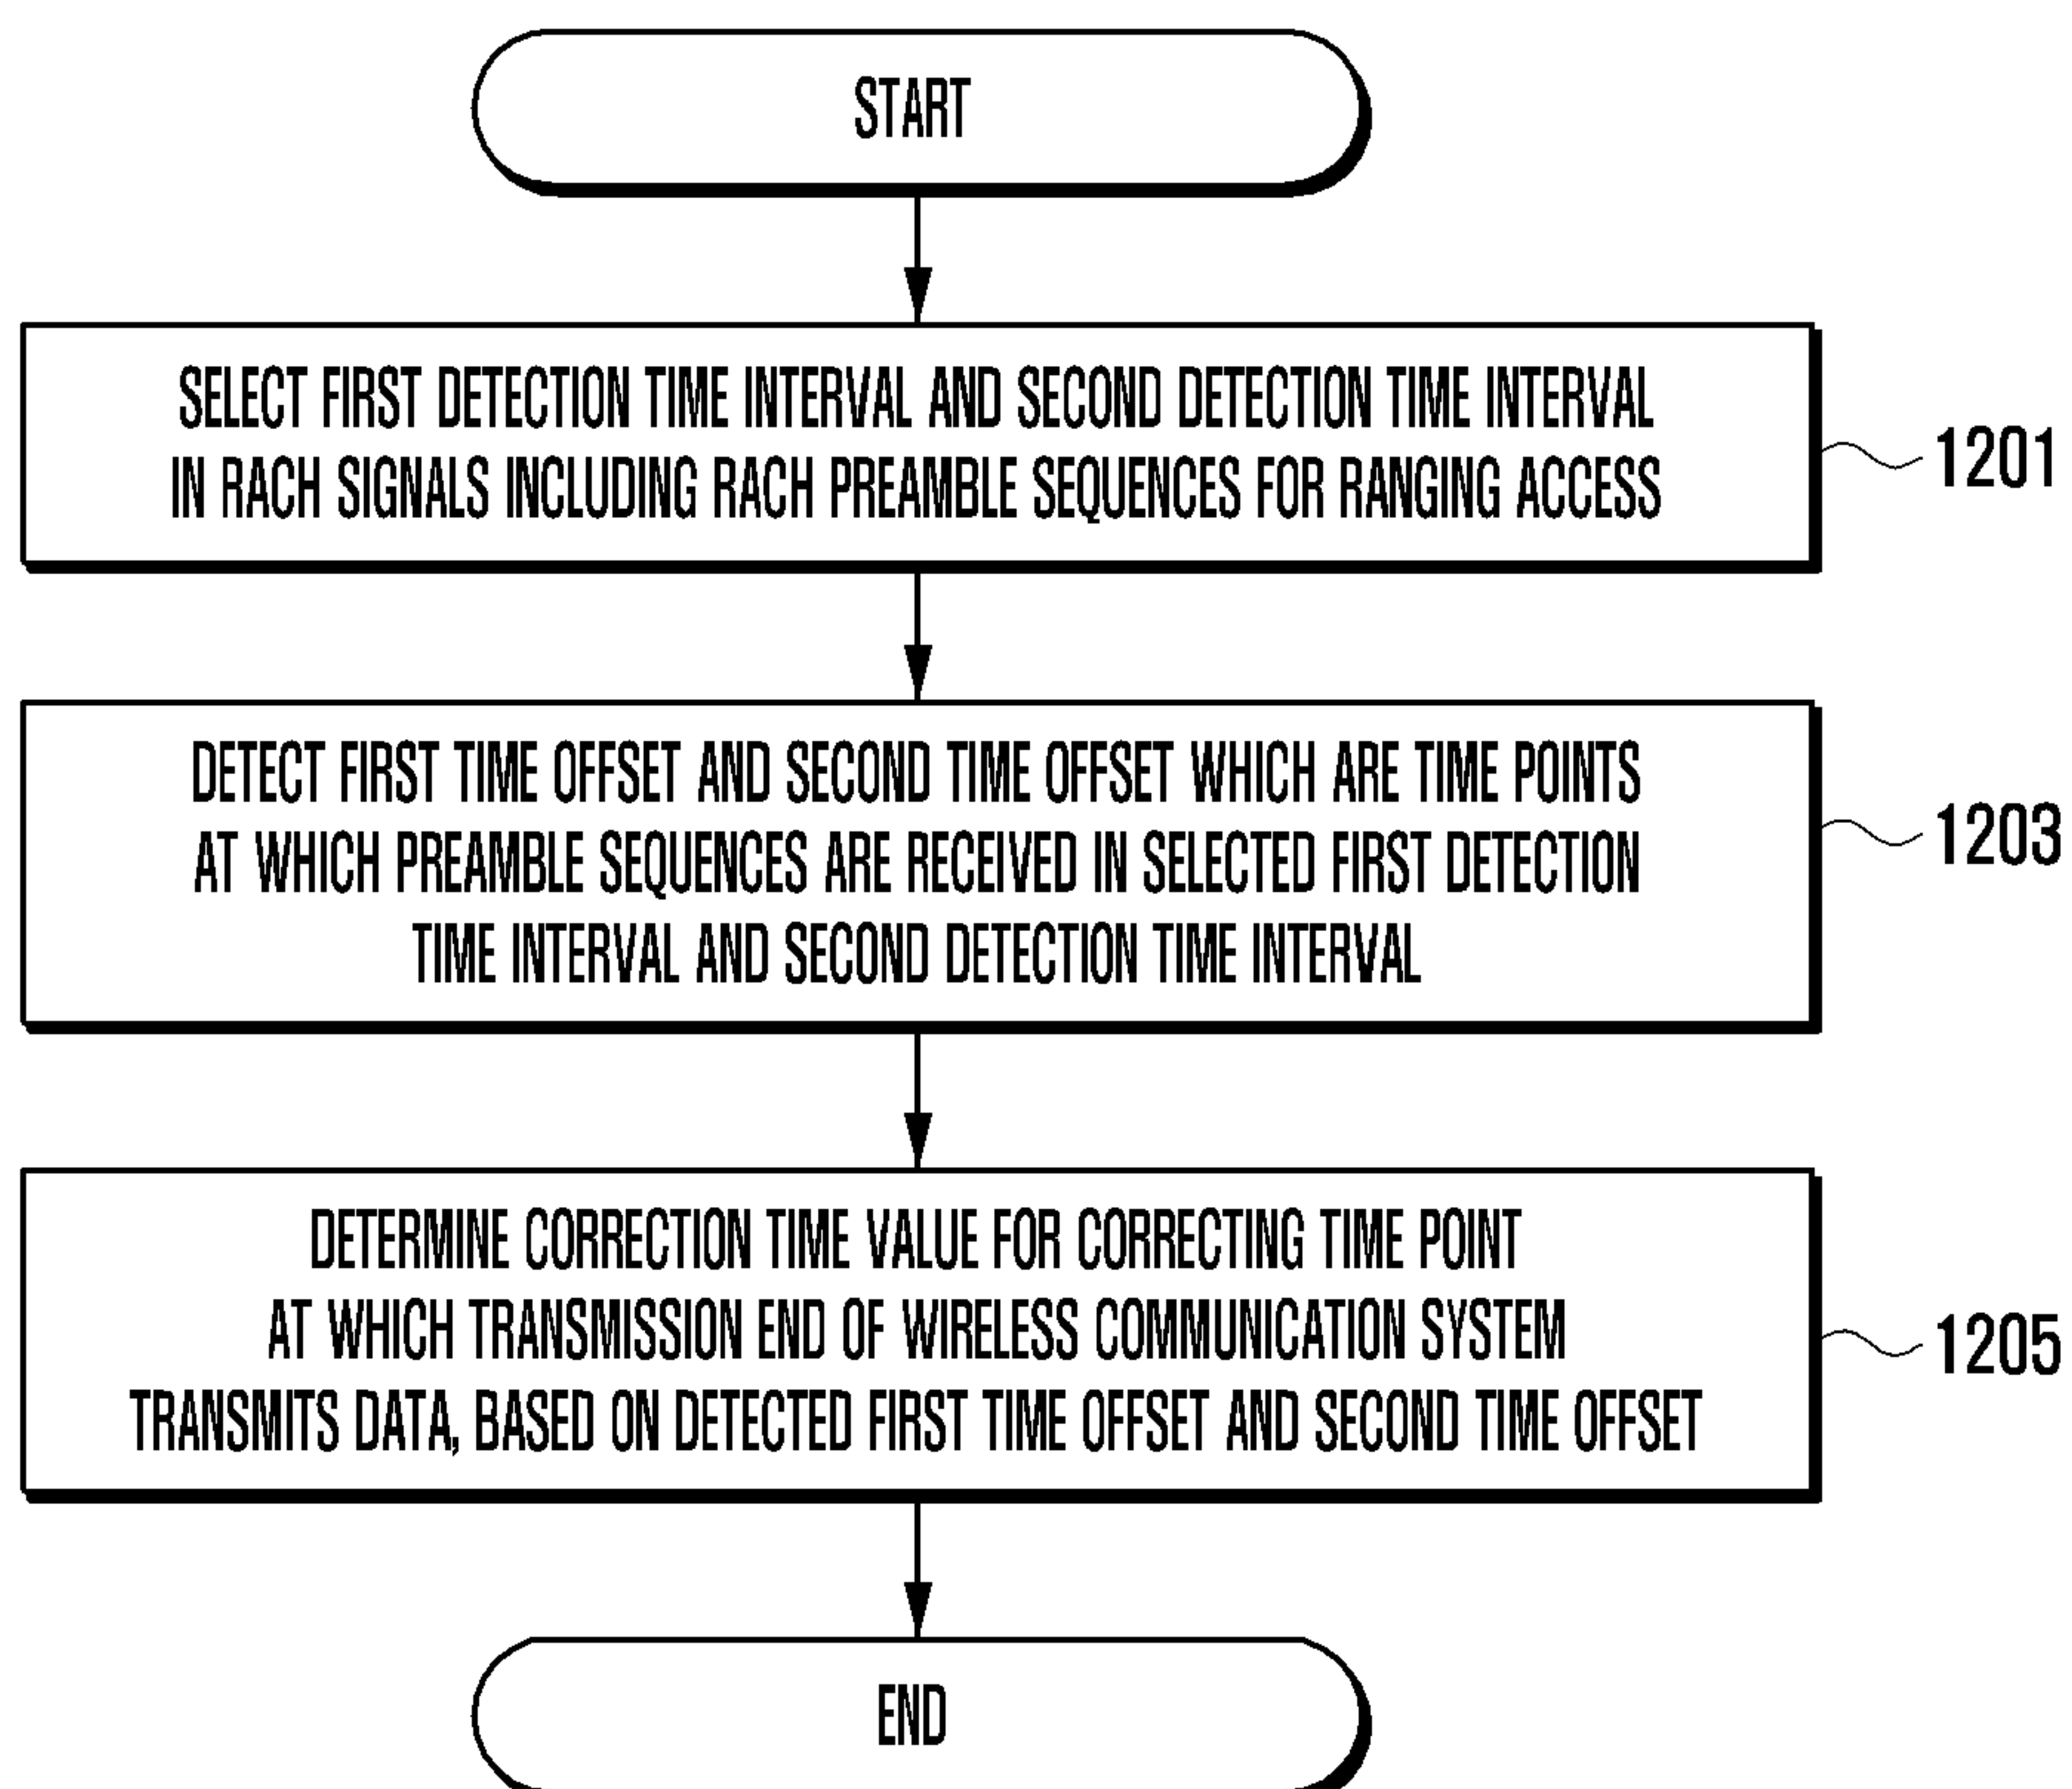 START
SELECT FIRST DETECTION TIME INTERVAL AND SECOND DETECTION TIME INTERVAL
IN RACH SIGNALS INCLUDING RACH PREAMBLE SEQUENCES FOR RANGING ACCESS
1201
DETECT FIRST TIME OFFSET AND SECOND TIME OFFSET WHICH ARE TIME POINTS
AT WHICH PREAMBLE SEQUENCES ARE RECEIVED IN SELECTED FIRST DETECTION
TIME INTERVAL AND SECOND DETECTION TIME INTERVAL
1203
DETERMINE CORRECTION TIME VALUE FOR CORRECTING TIME POINT
AT WHICH TRANSMISSION END OF WIRELESS COMMUNICATION SYSTEM
TRANSMITS DATA, BASED ON DETECTED FIRST TIME OFFSET AND SECOND TIME OFFSET
1205
END